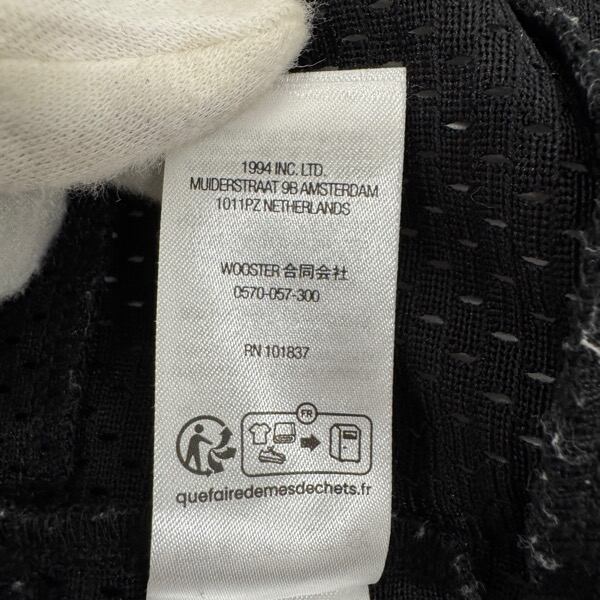 1994 INC. LTD.
MUIDERSTRAAT 9B AMSTERDAM
1011PZ NETHERLANDS
WOOSTER 合同会社
0570-057-300
RN 101837
FR
quefairedemesdechets.fr